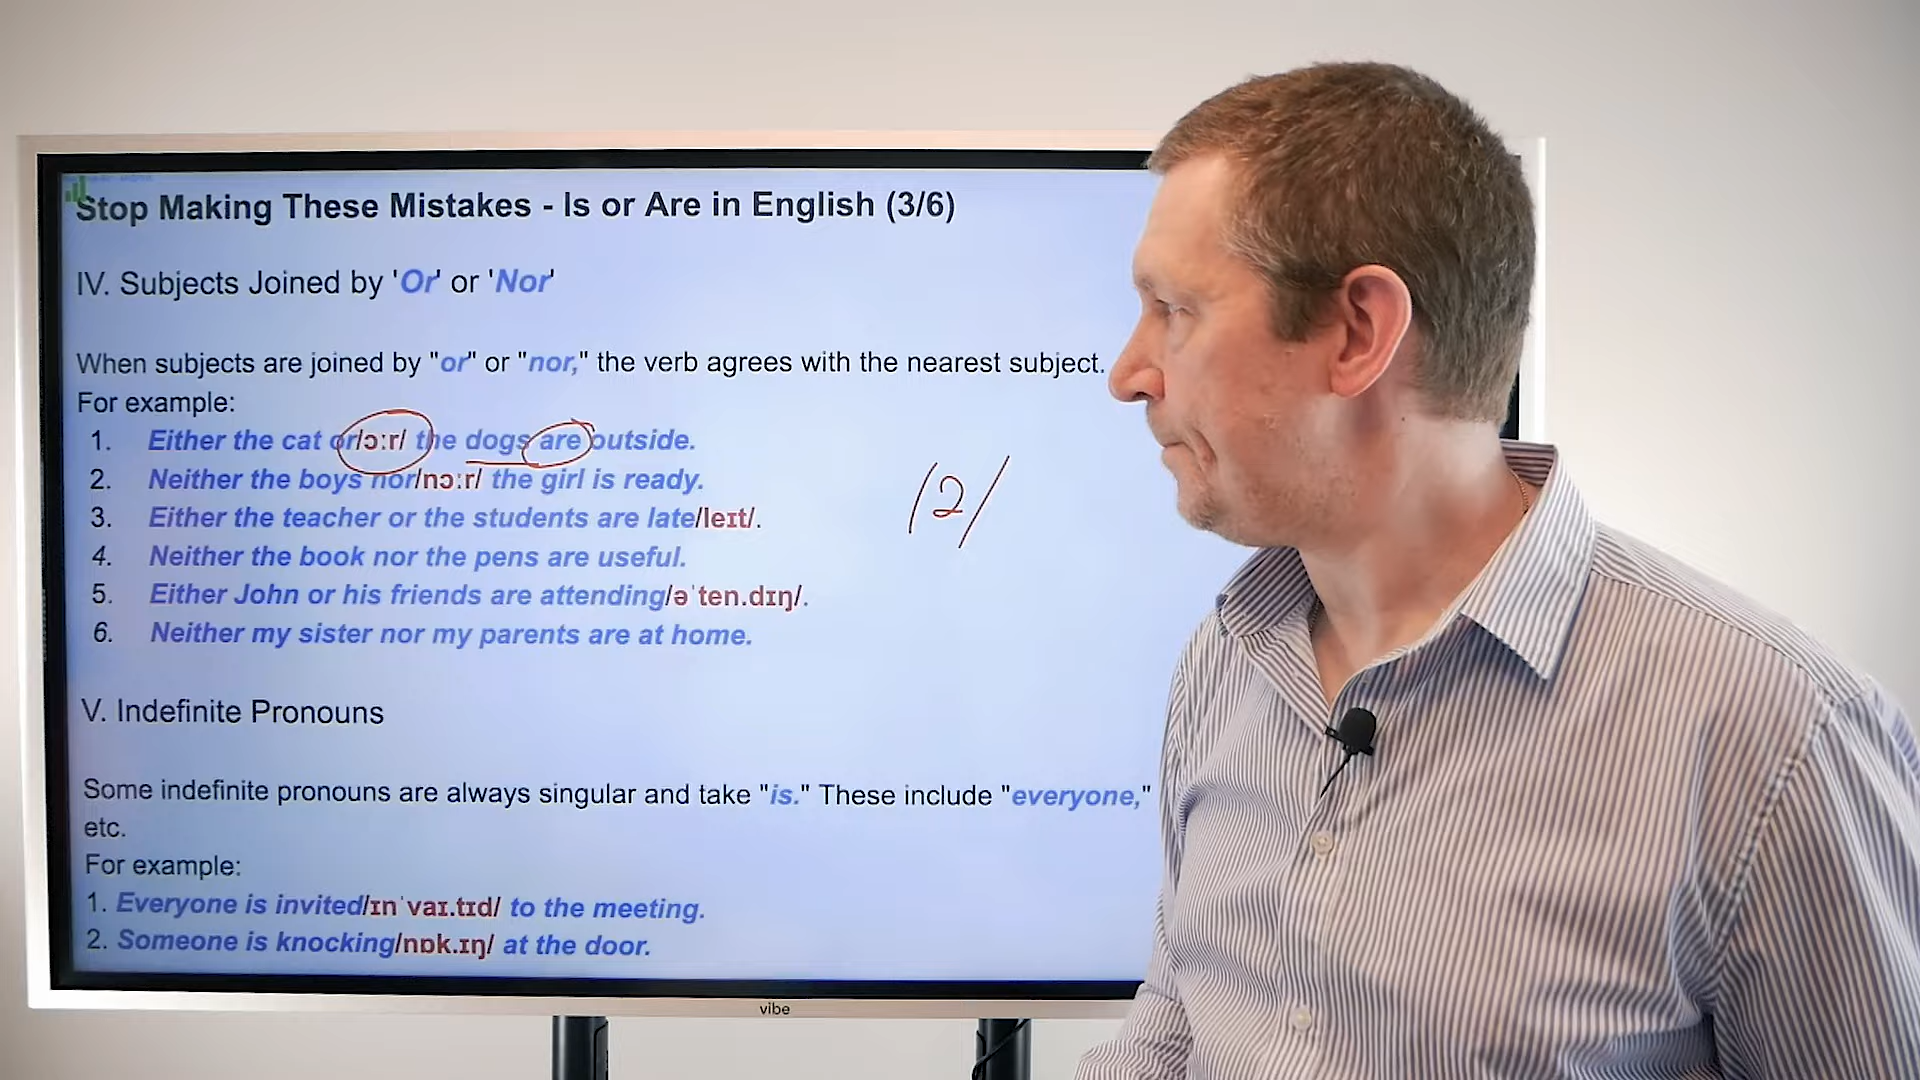 Stop Making These Mistakes - Is or Are in English (3/6)
IV. Subjects Joined by 'Or' or 'Nor'
When subjects are joined by "or" or "nor," the verb agrees with the nearest subject.
For example:
1. Either the cat or/ɔːr/ the dogs are outside.
2. Neither the boys nor/nɔːr/ the girl is ready.
3. Either the teacher or the students are late/leɪt/.
4. Neither the book nor the pens are useful.
5. Either John or his friends are attending/əˈten.dɪŋ/.
6. Neither my sister nor my parents are at home.
/2/
V. Indefinite Pronouns
Some indefinite pronouns are always singular and take "is." These include "everyone,"
etc.
For example:
1. Everyone is invited/ɪnˈvaɪ.tɪd/ to the meeting.
2. Someone is knocking/nɒk.ɪŋ/ at the door.
vibe